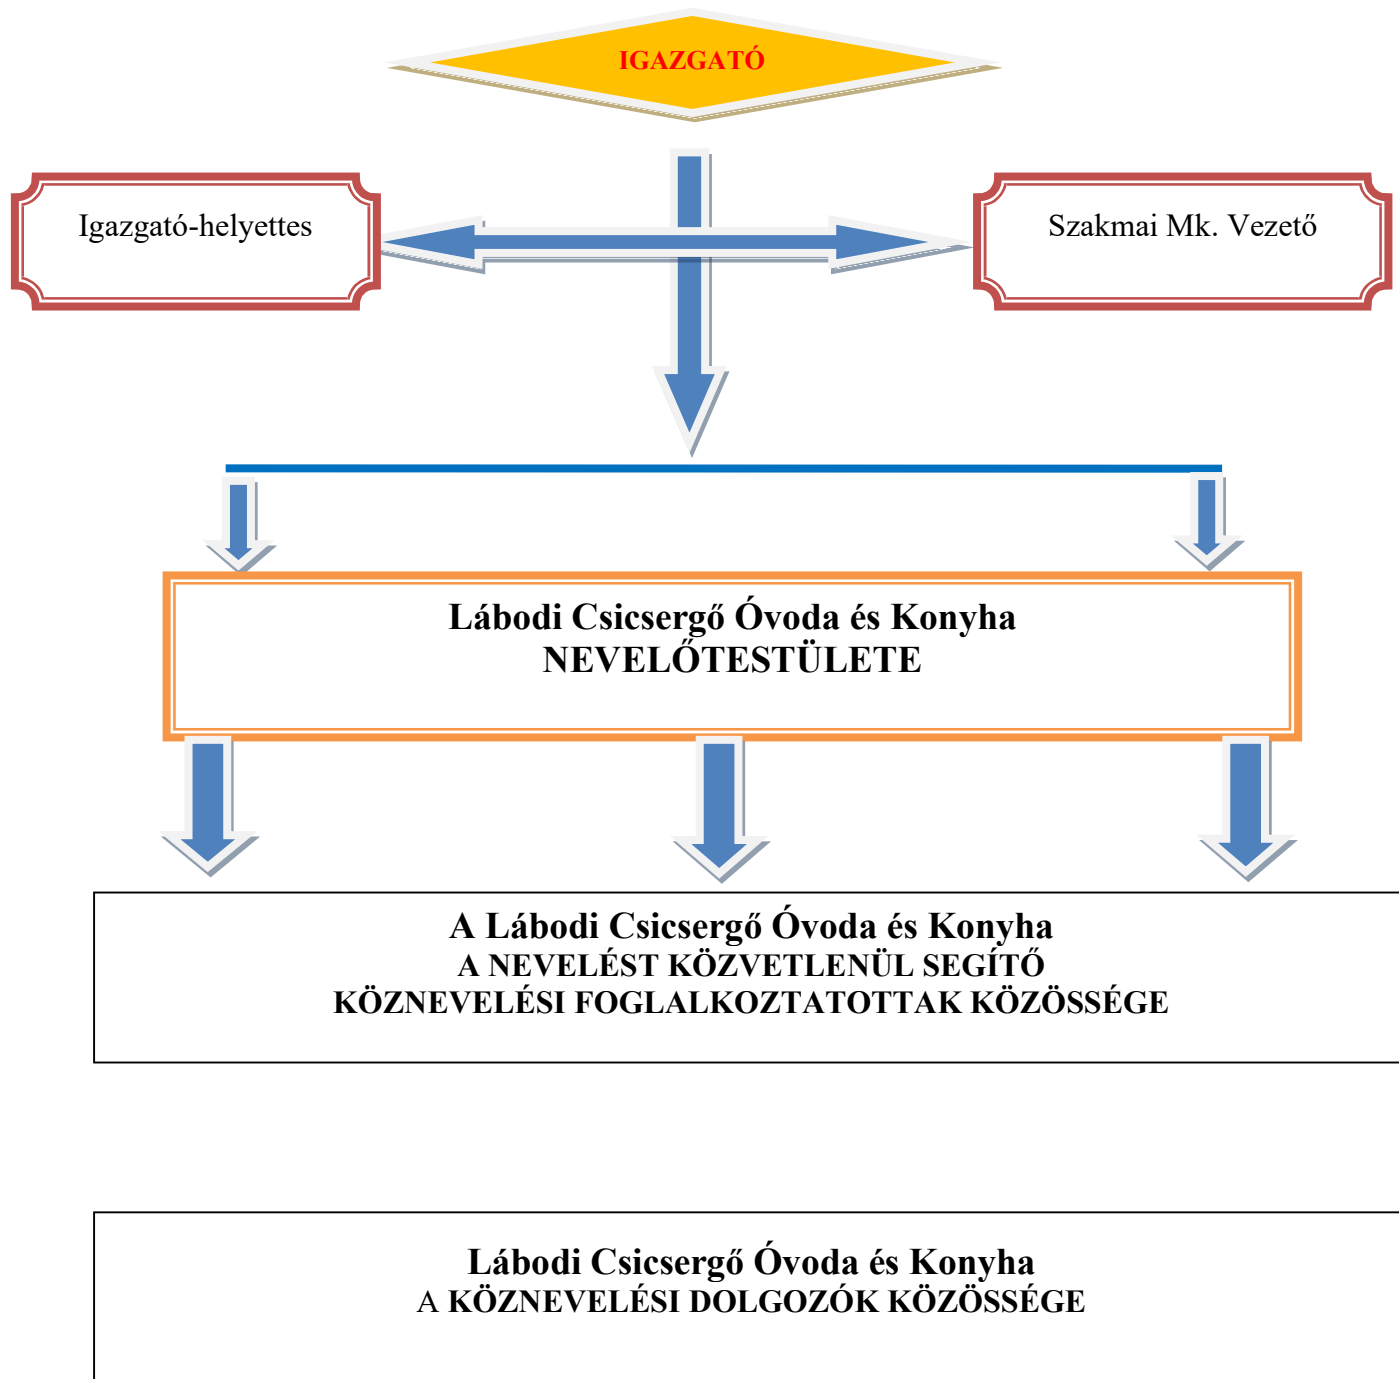 IGAZGATÓ
Igazgató-helyettes
Szakmai Mk. Vezető
Lábodi Csicsergő Óvoda és Konyha
NEVELŐTESTÜLETE
A Lábodi Csicsergő Óvoda és Konyha
A NEVELÉST KÖZVETLENÜL SEGÍTŐ
KÖZNEVELÉSI FOGLALKOZTATOTTAK KÖZÖSSÉGE
Lábodi Csicsergő Óvoda és Konyha
A KÖZNEVELÉSI DOLGOZÓK KÖZÖSSÉGE